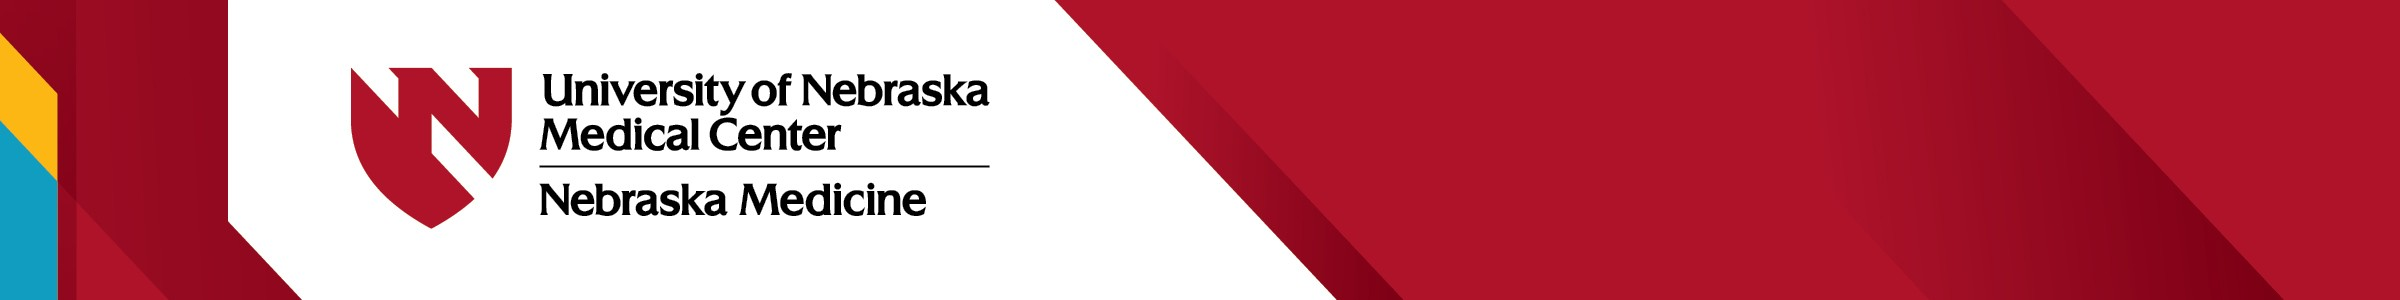 University of Nebraska
Medical Center
Nebraska Medicine